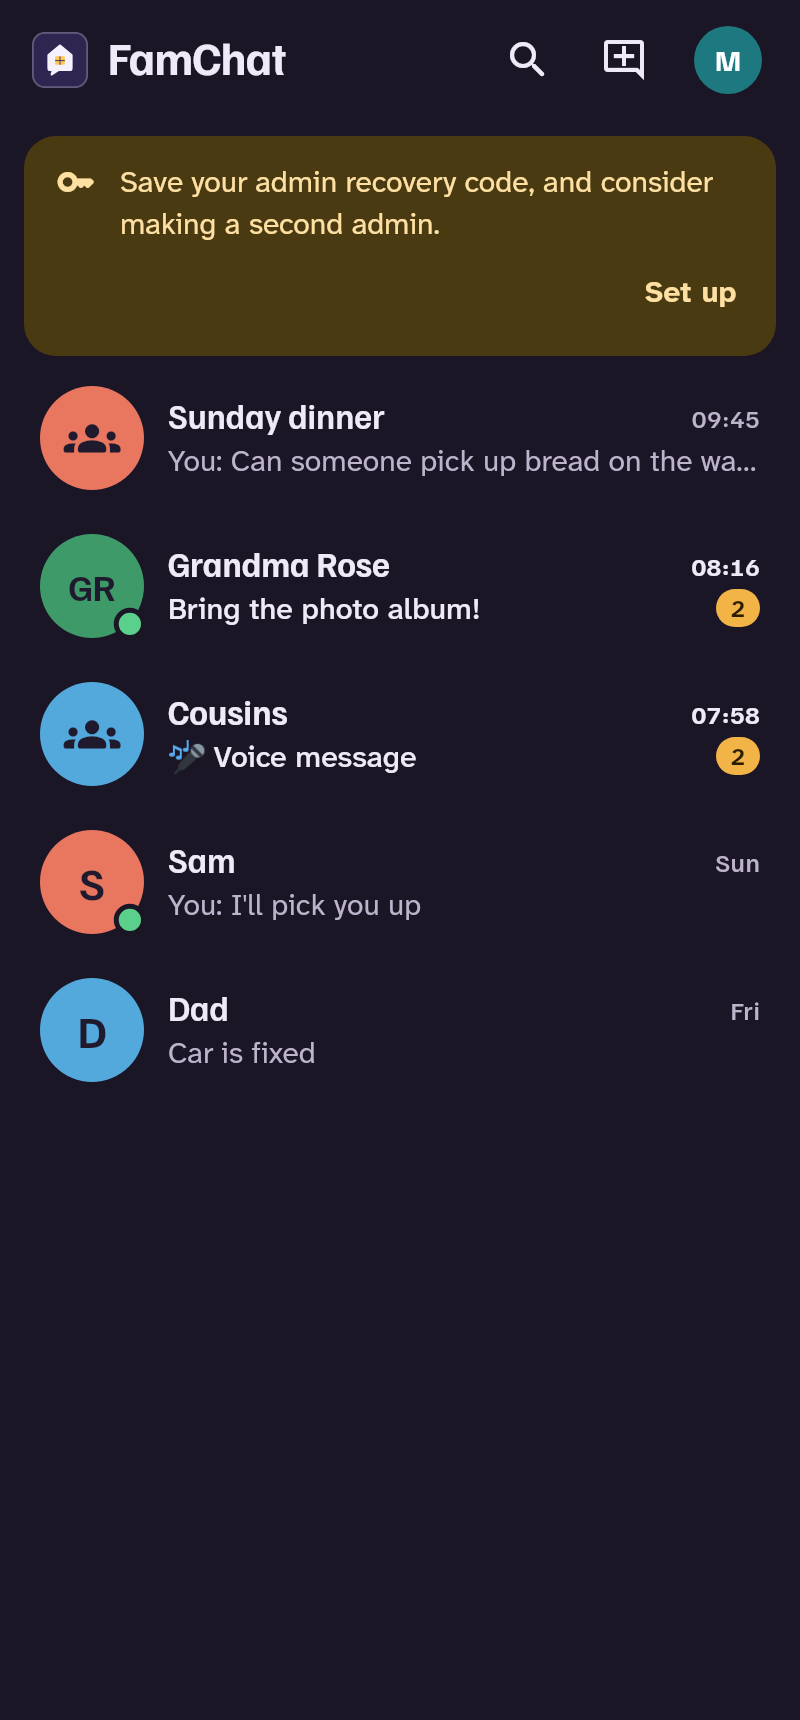 FamChat
M
Save your admin recovery code, and consider
making a second admin.
Set up
Sunday dinner
09:45
You: Can someone pick up bread on the wa...
GR
Grandma Rose
08:16
Bring the photo album!
2
Cousins
07:58
🎤 Voice message
2
S
Sam
Sun
You: I'll pick you up
D
Dad
Fri
Car is fixed